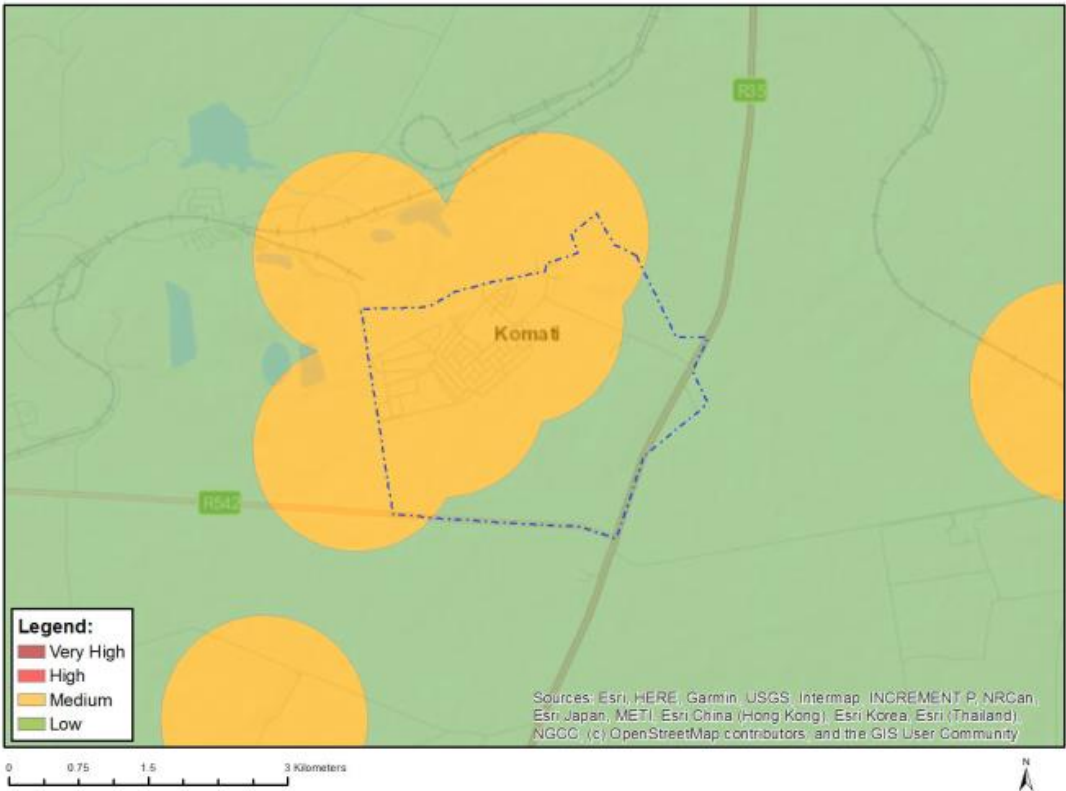 R35
Komati
R542
Legend:
Very High
High
Medium
Low
Sources: Esri, HERE, Garmin, USGS, Intermap, INCREMENT P, NRCan,
Esri Japan, METI, Esri China (Hong Kong), Esri Korea, Esri (Thailand),
NGCC, (c) OpenStreetMap contributors, and the GIS User Community
0 0.75 1.5 3 Kilometers
N